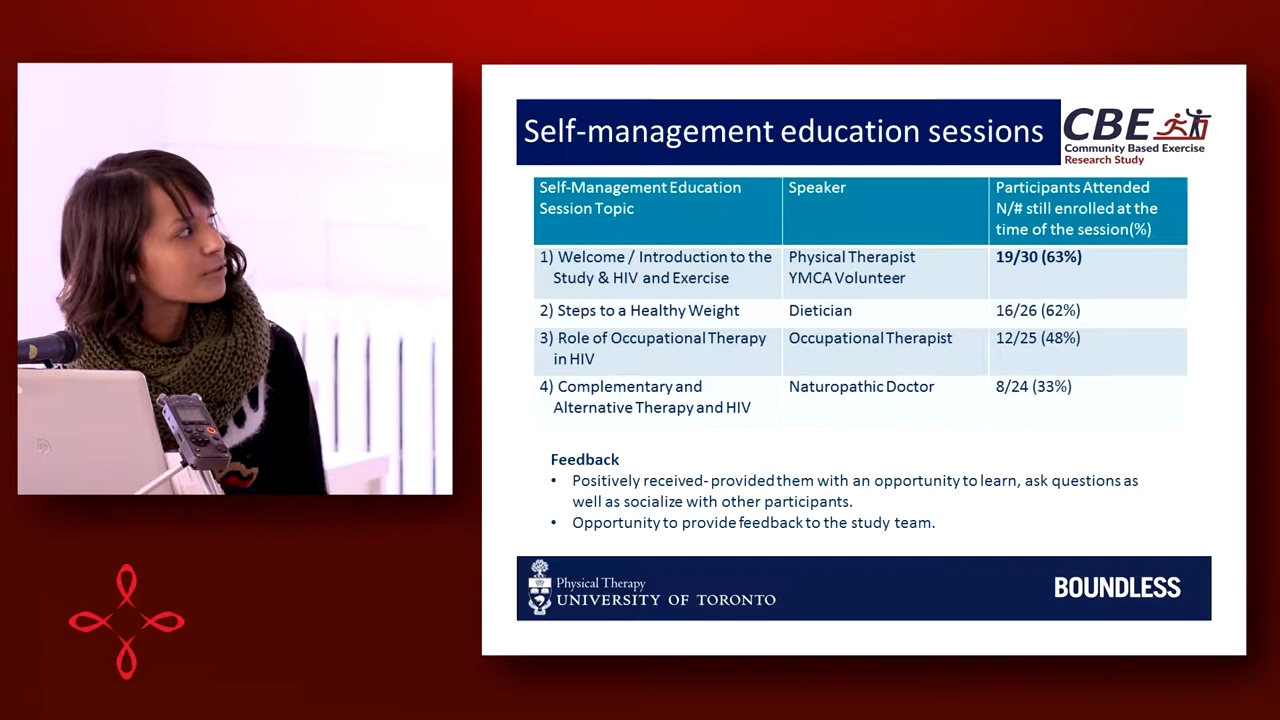 Self-management education sessions
CBE
Community Based Exercise
Research Study
Self-Management Education
Session Topic
Speaker
Participants Attended
N/# still enrolled at the
time of the session(%)
1) Welcome / Introduction to the
Study & HIV and Exercise
Physical Therapist
YMCA Volunteer
19/30 (63%)
2) Steps to a Healthy Weight
Dietician
16/26 (62%)
3) Role of Occupational Therapy
in HIV
Occupational Therapist
12/25 (48%)
4) Complementary and
Alternative Therapy and HIV
Naturopathic Doctor
8/24 (33%)
Feedback
• Positively received- provided them with an opportunity to learn, ask questions as
well as socialize with other participants.
• Opportunity to provide feedback to the study team.
Physical Therapy
UNIVERSITY OF TORONTO
BOUNDLESS